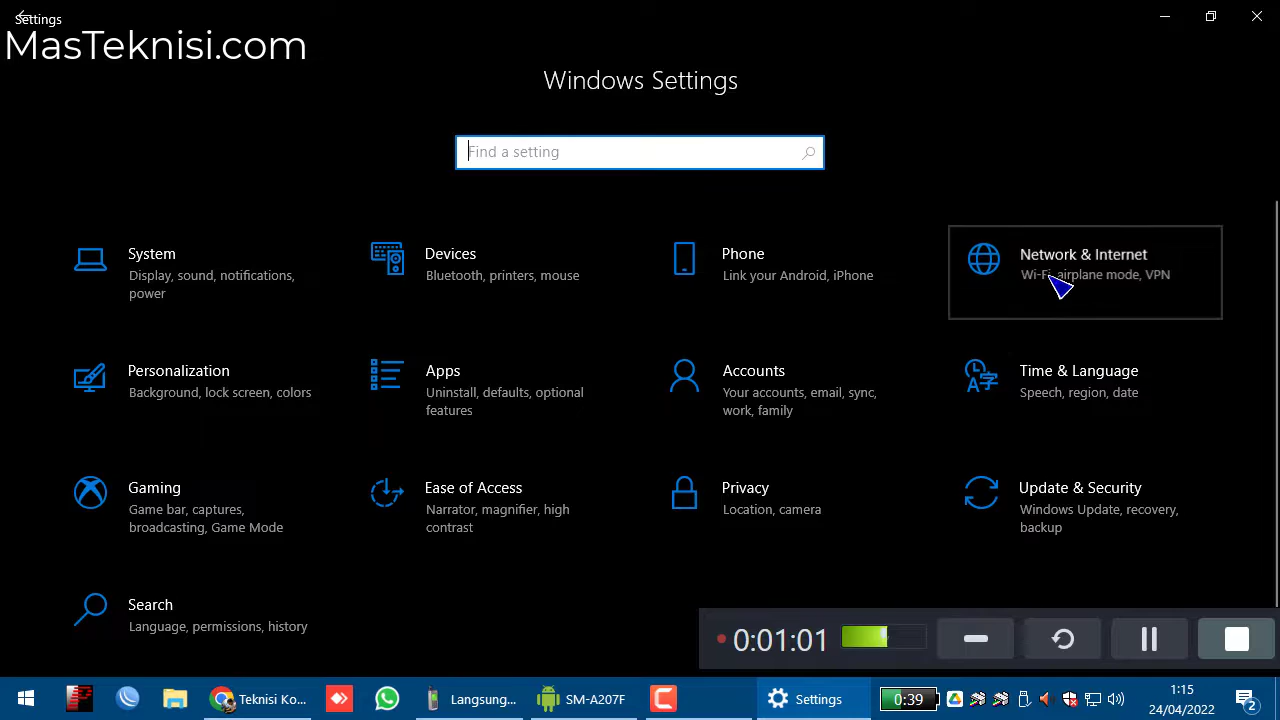 Settings
MasTeknisi.com
Windows Settings
Find a setting
System
Display, sound, notifications,
power
Devices
Bluetooth, printers, mouse
Phone
Link your Android, iPhone
Network & Internet
Wi-Fi, airplane mode, VPN
Personalization
Background, lock screen, colors
Apps
Uninstall, defaults, optional
features
Accounts
Your accounts, email, sync,
work, family
Time & Language
Speech, region, date
Gaming
Game bar, captures,
broadcasting, Game Mode
Ease of Access
Narrator, magnifier, high
contrast
Privacy
Location, camera
Update & Security
Windows Update, recovery,
backup
Search
Language, permissions, history
0:01:01
Teknisi Ko...
Langsung...
SM-A207F
Settings
0:39
1:15
24/04/2022
2